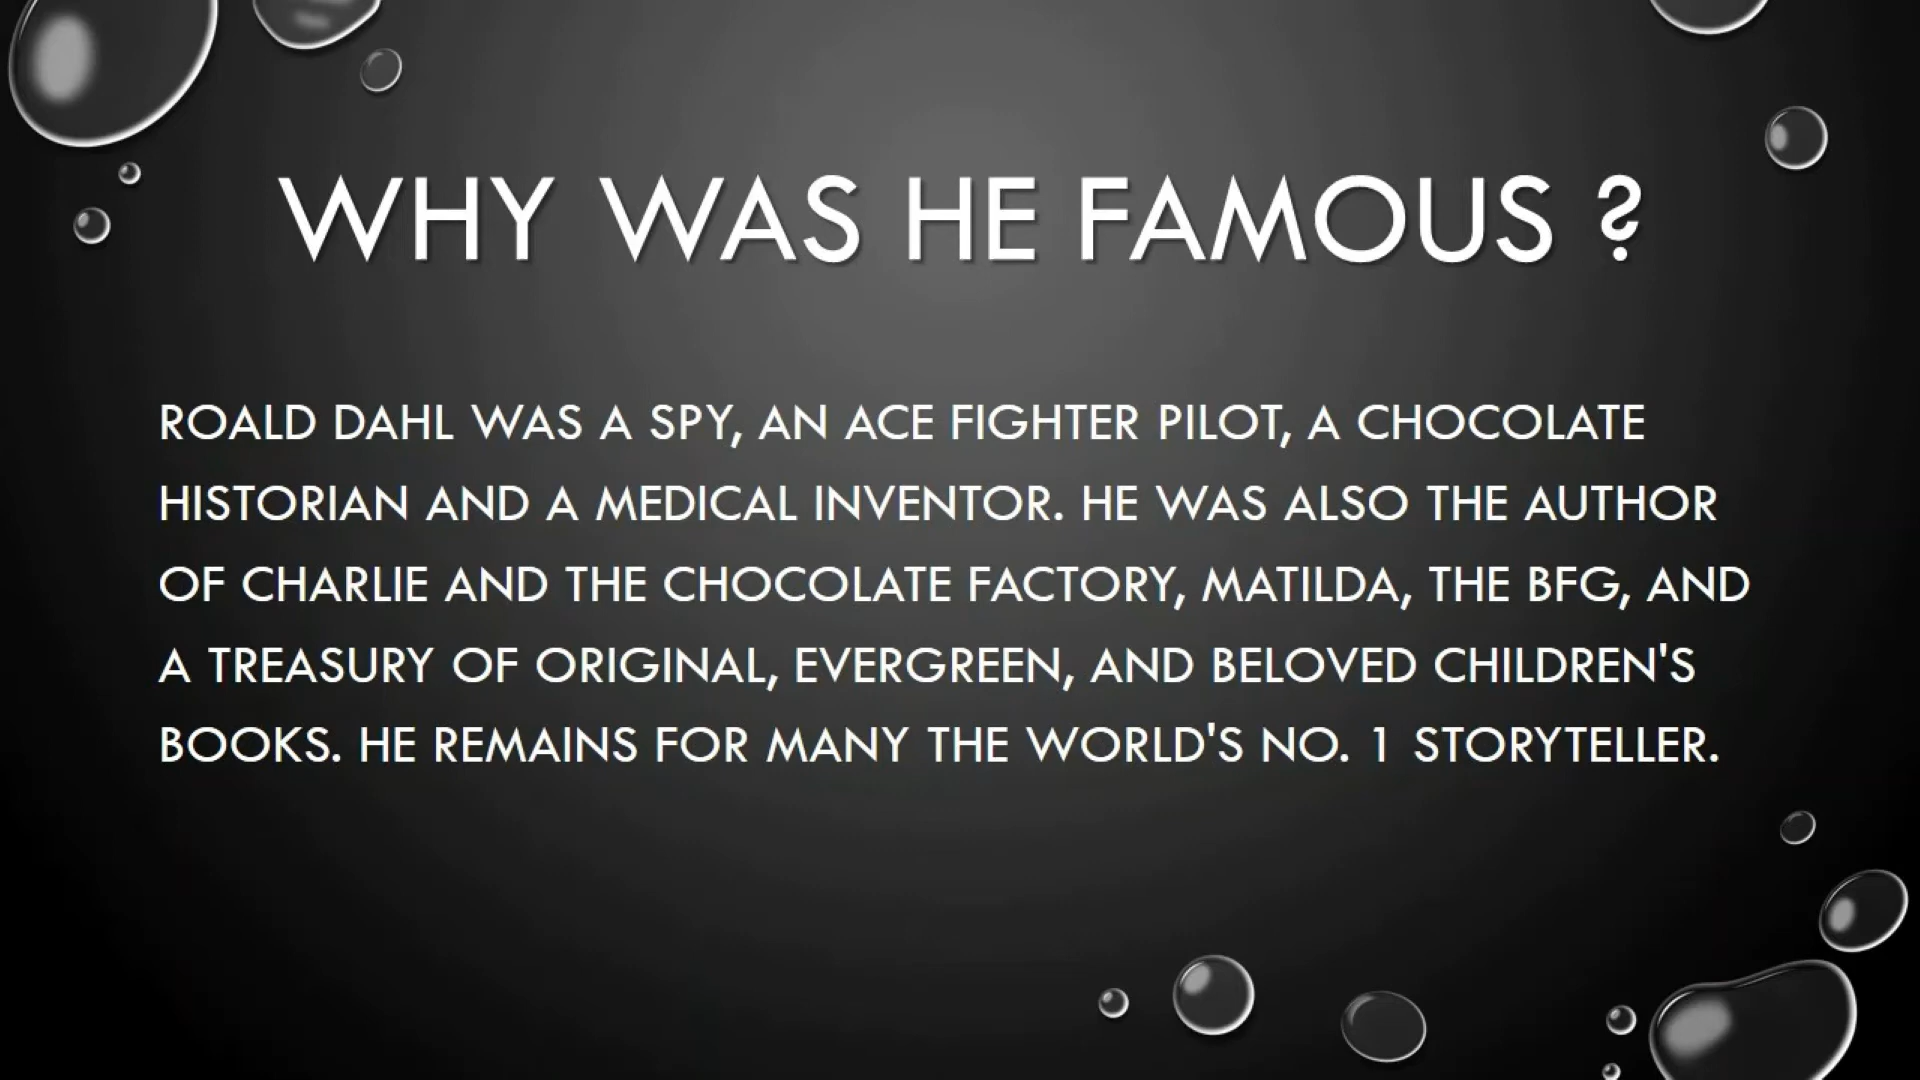 WHY WAS HE FAMOUS ?
ROALD DAHL WAS A SPY, AN ACE FIGHTER PILOT, A CHOCOLATE
HISTORIAN AND A MEDICAL INVENTOR. HE WAS ALSO THE AUTHOR
OF CHARLIE AND THE CHOCOLATE FACTORY, MATILDA, THE BFG, AND
A TREASURY OF ORIGINAL, EVERGREEN, AND BELOVED CHILDREN'S
BOOKS. HE REMAINS FOR MANY THE WORLD'S NO. 1 STORYTELLER.